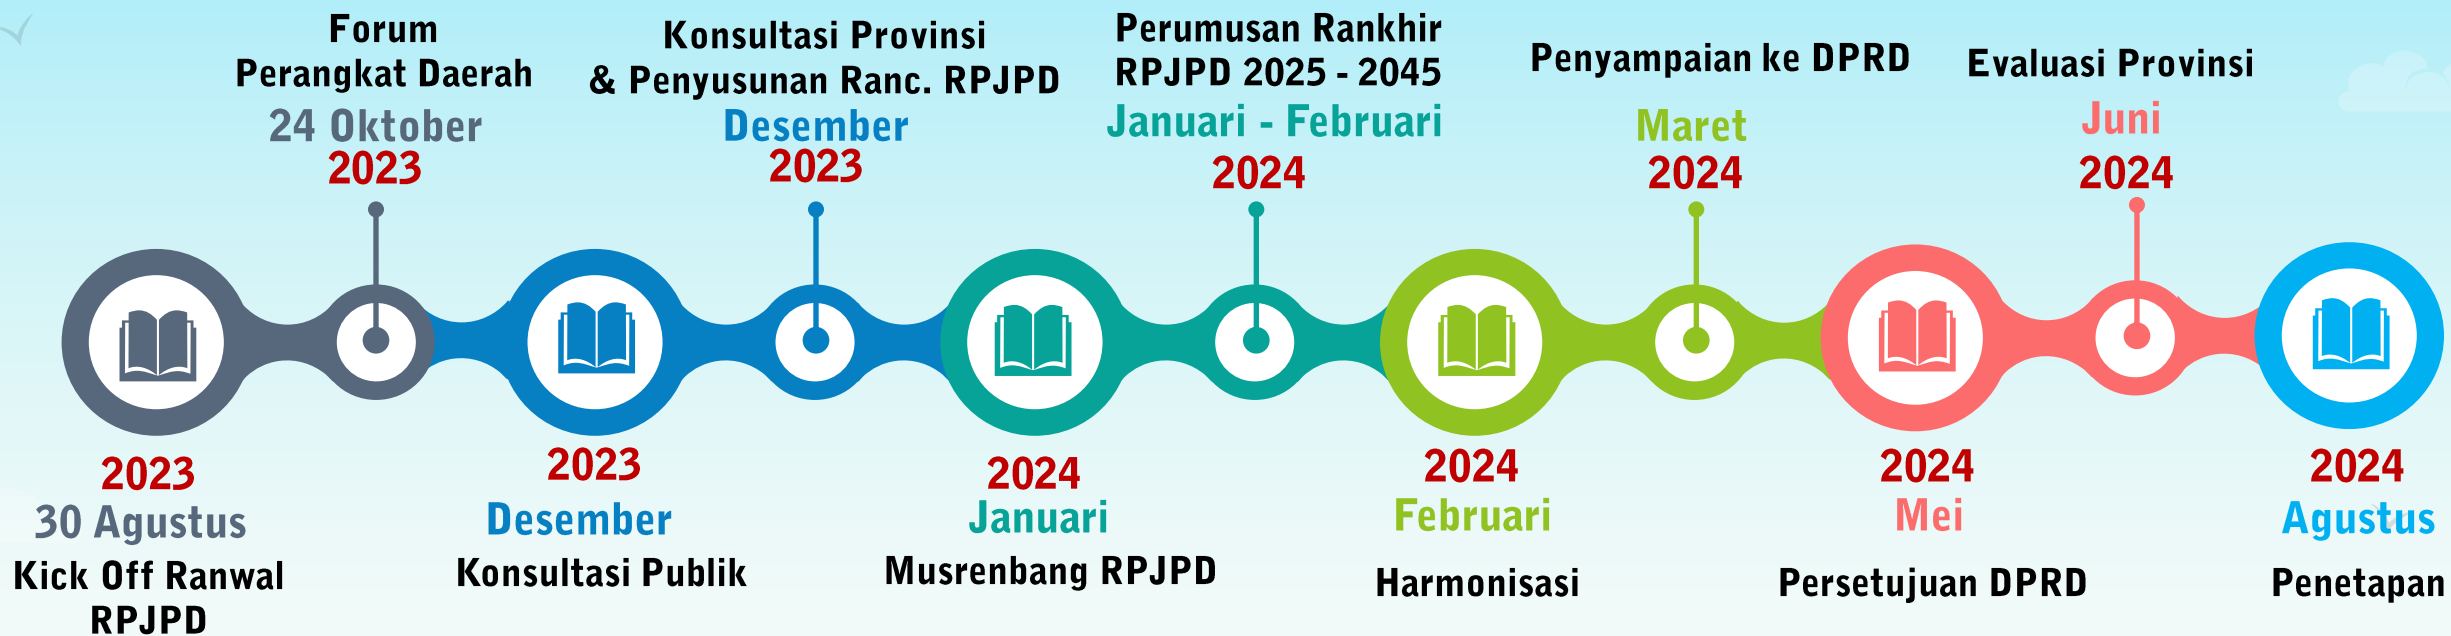 Forum
Perangkat Daerah
24 Oktober
2023
Konsultasi Provinsi
& Penyusunan Ranc. RPJPD
Desember
2023
Perumusan Rankhir
RPJPD 2025 - 2045
Januari - Februari
2024
Penyampaian ke DPRD
Maret
2024
Evaluasi Provinsi
Juni
2024
2023
30 Agustus
Kick Off Ranwal
RPJPD
2023
Desember
Konsultasi Publik
2024
Januari
Musrenbang RPJPD
2024
Februari
Harmonisasi
2024
Mei
Persetujuan DPRD
2024
Agustus
Penetapan